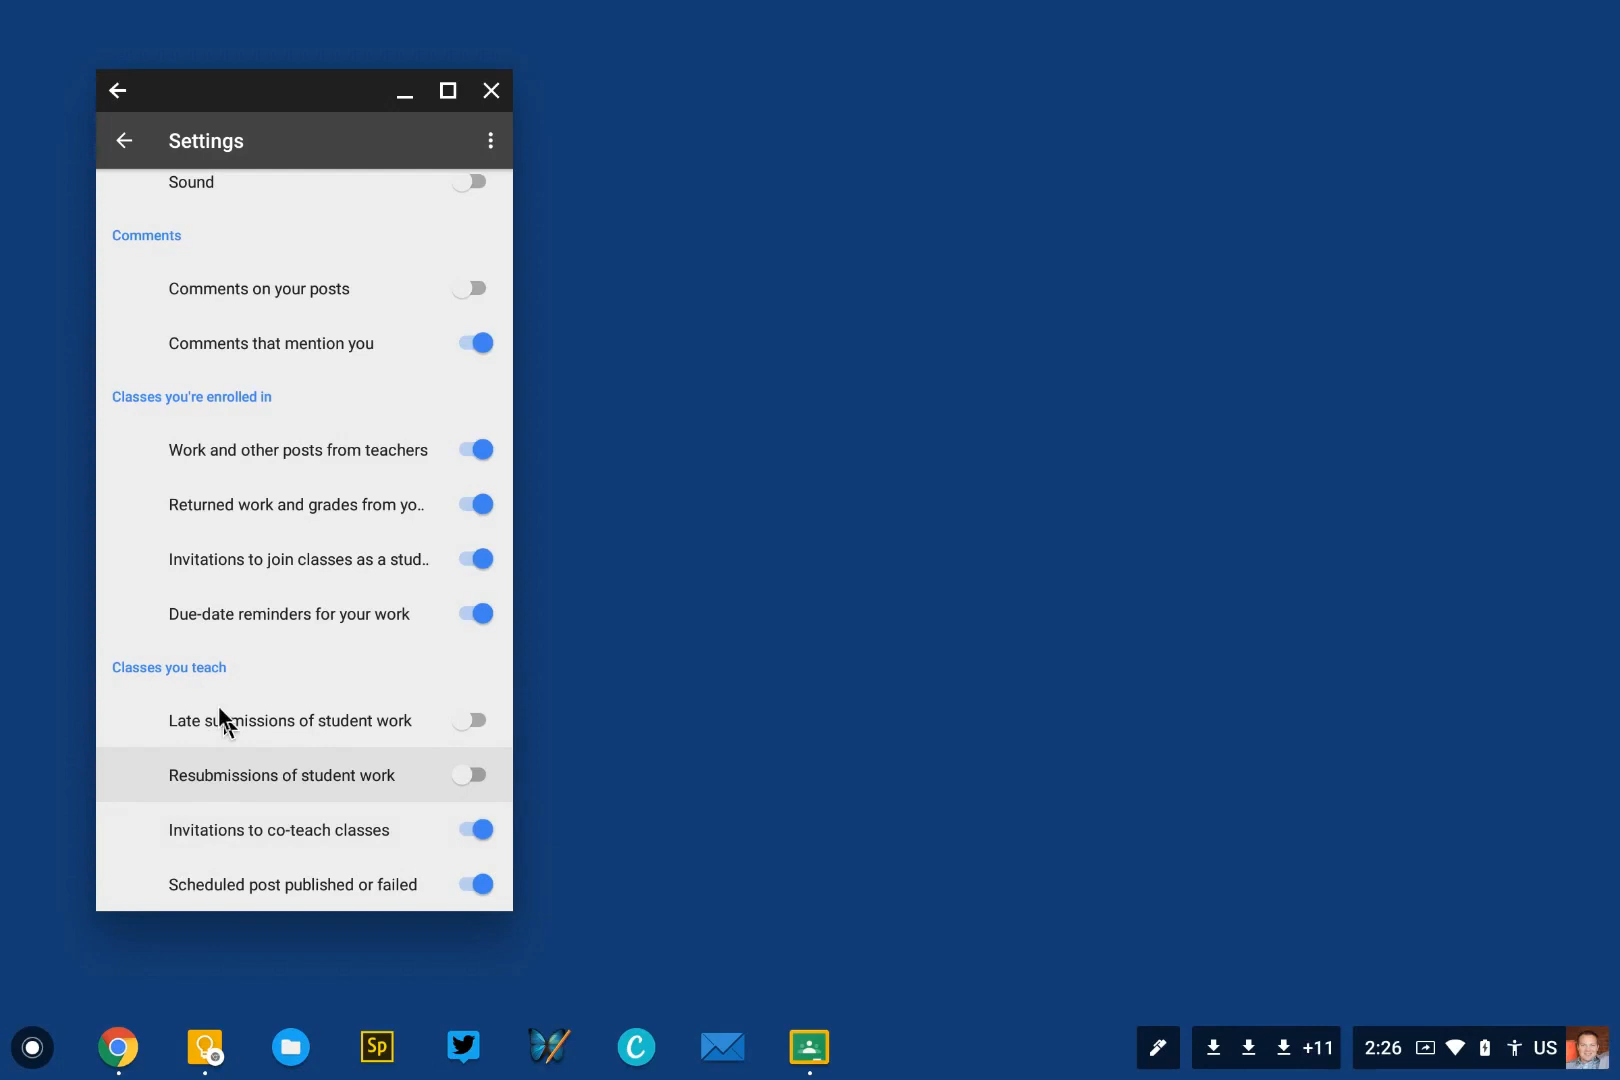 Settings
Sound
Comments
Comments on your posts
Comments that mention you
Classes you're enrolled in
Work and other posts from teachers
Returned work and grades from yo..
Invitations to join classes as a stud..
Due-date reminders for your work
Classes you teach
Late submissions of student work
Resubmissions of student work
Invitations to co-teach classes
Scheduled post published or failed
Sp
C
+11
2:26
US